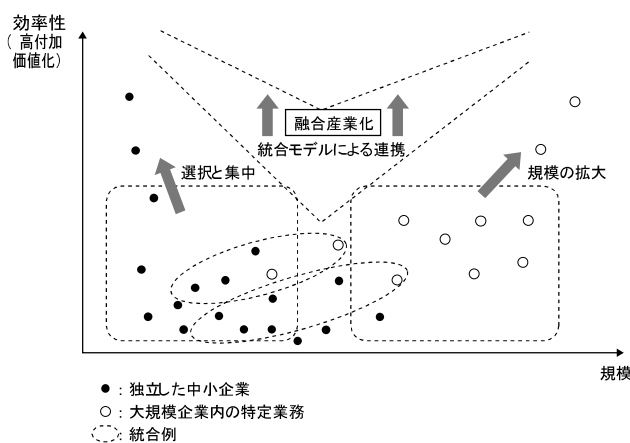 効率性
（ 高付加
価値化）
融合産業化
統合モデルによる連携
選択と集中
規模の拡大
規模
：独立した中小企業
：大規模企業内の特定業務
：統合例